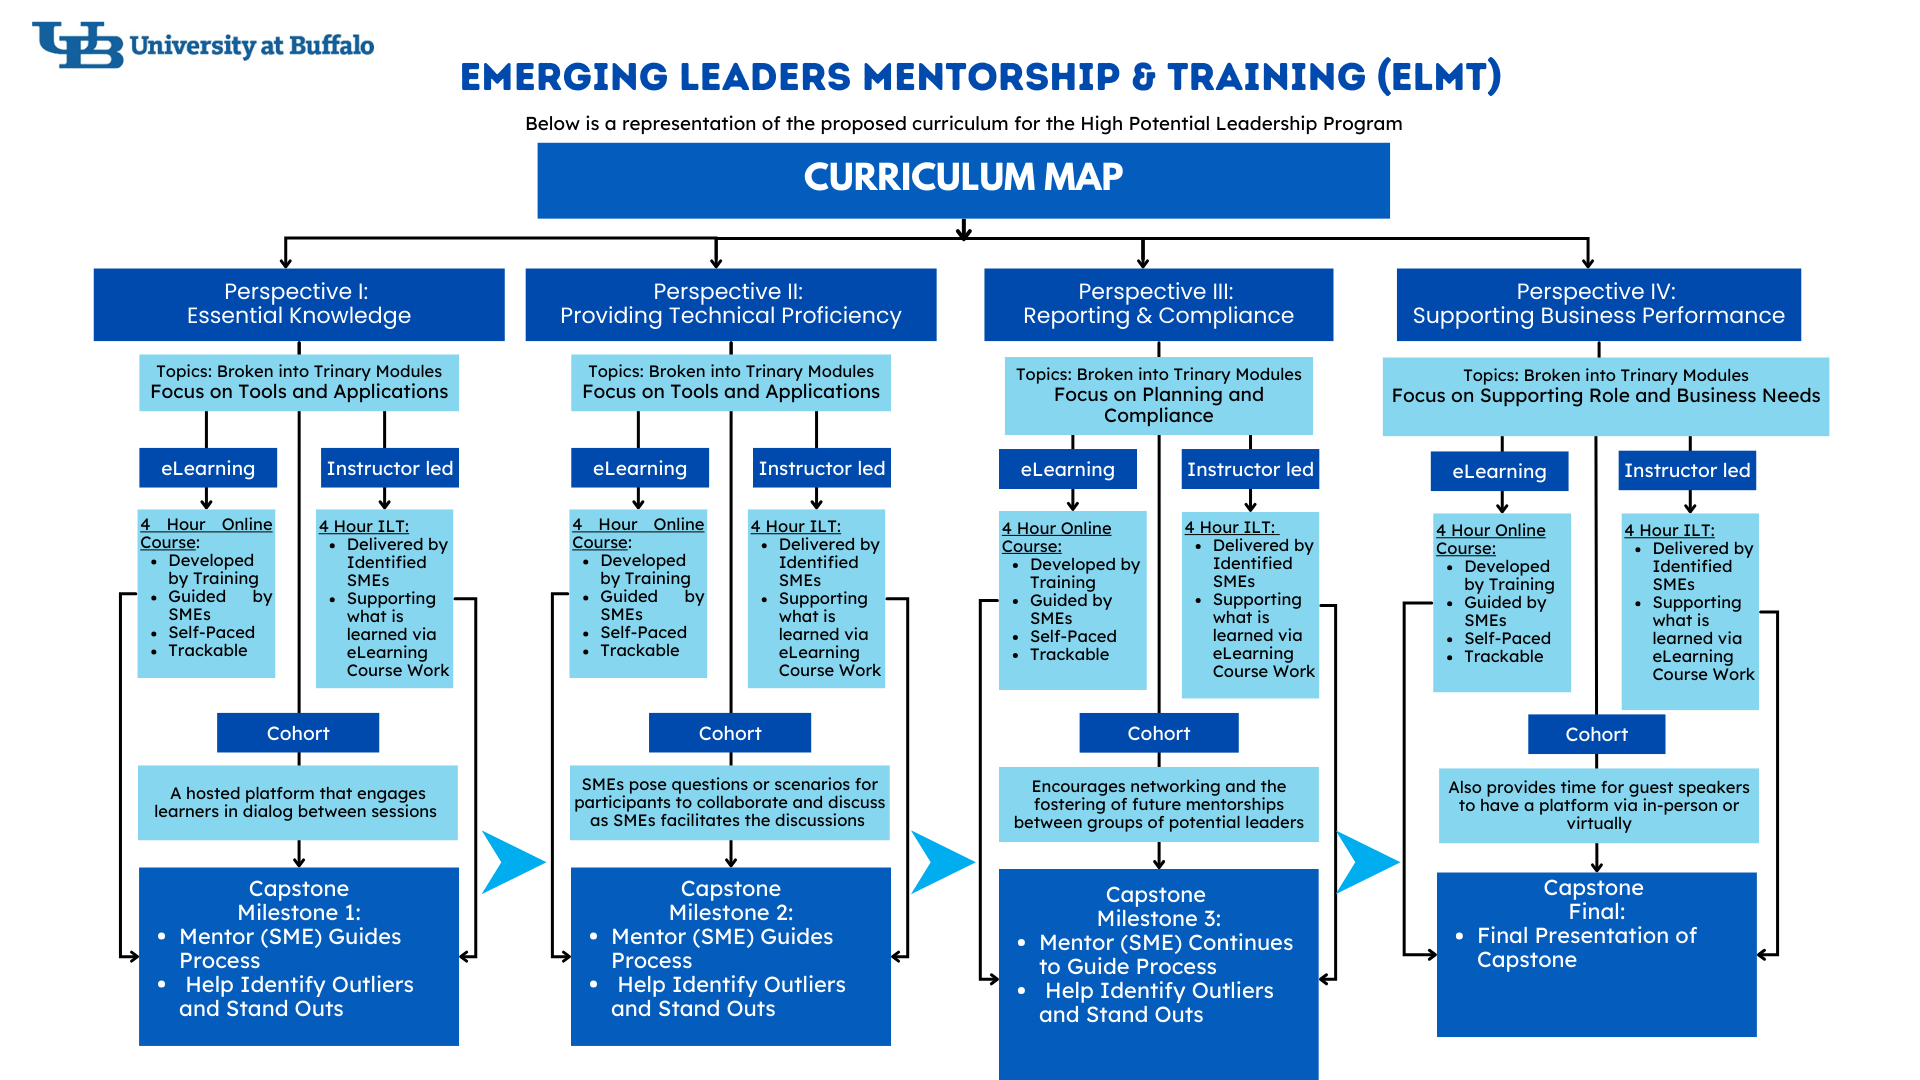 UB University at Buffalo
EMERGING LEADERS MENTORSHIP & TRAINING (ELMT)
Below is a representation of the proposed curriculum for the High Potential Leadership Program
CURRICULUM MAP
Perspective I:
Essential Knowledge
Topics: Broken into Trinary Modules
Focus on Tools and Applications
eLearning
4 Hour Online
Course:
• Developed
by Training
• Guided by
SMEs
• Self-Paced
• Trackable
Instructor led
4 Hour ILT:
• Delivered by
Identified
SMEs
• Supporting
what is
learned via
eLearning
Course Work
Cohort
A hosted platform that engages
learners in dialog between sessions
Capstone
Milestone 1:
• Mentor (SME) Guides
Process
• Help Identify Outliers
and Stand Outs
Perspective II:
Providing Technical Proficiency
Topics: Broken into Trinary Modules
Focus on Tools and Applications
eLearning
4 Hour Online
Course:
• Developed
by Training
• Guided by
SMEs
• Self-Paced
• Trackable
Instructor led
4 Hour ILT:
• Delivered by
Identified
SMEs
• Supporting
what is
learned via
eLearning
Course Work
Cohort
SMEs pose questions or scenarios for
participants to collaborate and discuss
as SMEs facilitates the discussions
Capstone
Milestone 2:
• Mentor (SME) Guides
Process
• Help Identify Outliers
and Stand Outs
Perspective III:
Reporting & Compliance
Topics: Broken into Trinary Modules
Focus on Planning and
Compliance
eLearning
4 Hour Online
Course:
• Developed by
Training
• Guided by
SMEs
• Self-Paced
• Trackable
Instructor led
4 Hour ILT:
• Delivered by
Identified
SMEs
• Supporting
what is
learned via
eLearning
Course Work
Cohort
Encourages networking and the
fostering of future mentorships
between groups of potential leaders
Capstone
Milestone 3:
• Mentor (SME) Continues
to Guide Process
• Help Identify Outliers
and Stand Outs
Perspective IV:
Supporting Business Performance
Topics: Broken into Trinary Modules
Focus on Supporting Role and Business Needs
eLearning
4 Hour Online
Course:
• Developed
by Training
• Guided by
SMEs
• Self-Paced
• Trackable
Instructor led
4 Hour ILT:
• Delivered by
Identified
SMEs
• Supporting
what is
learned via
eLearning
Course Work
Cohort
Also provides time for guest speakers
to have a platform via in-person or
virtually
Capstone
Final:
• Final Presentation of
Capstone